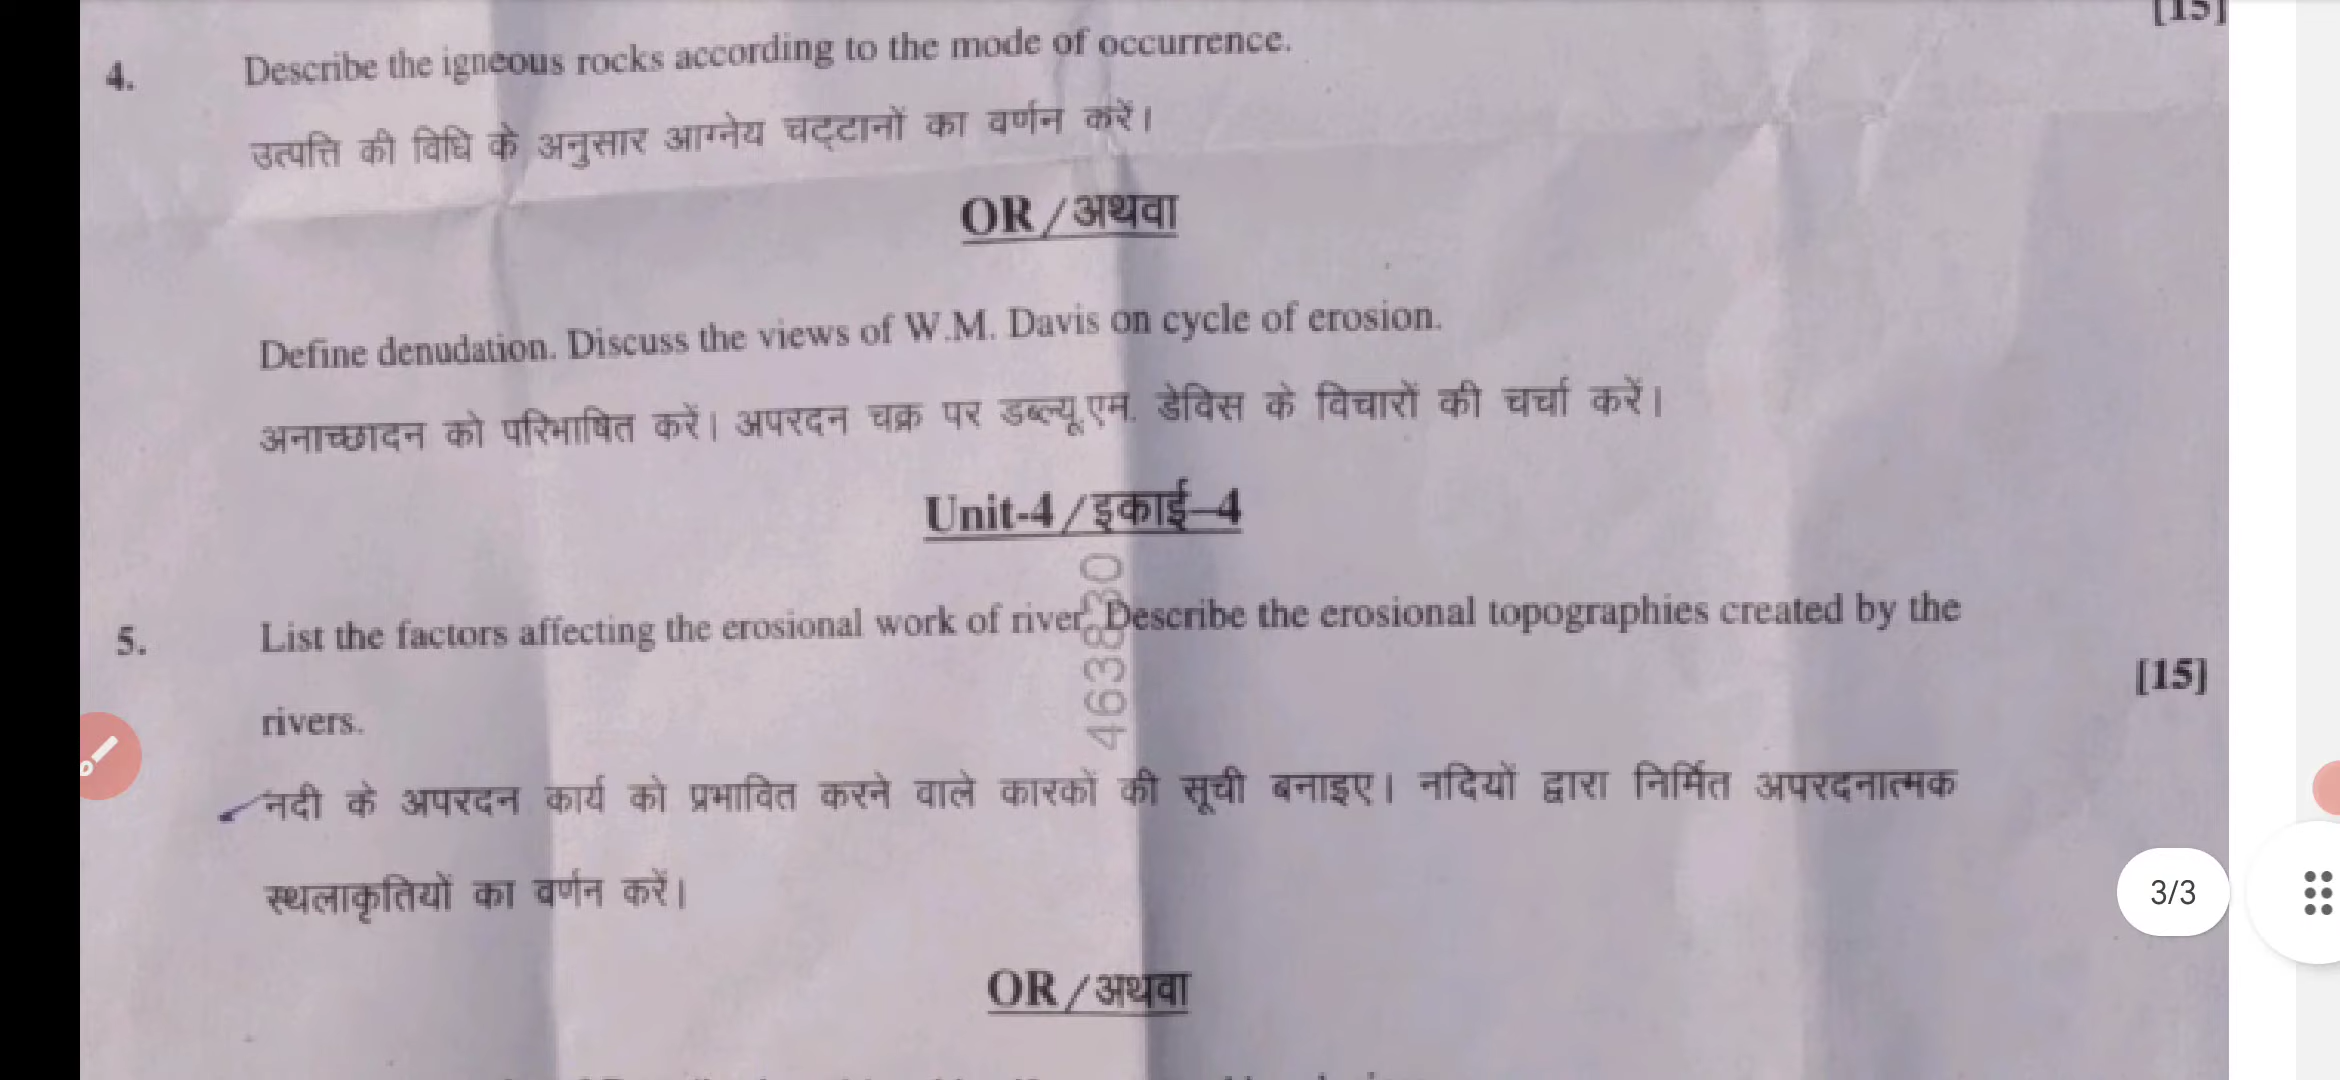 [15]
4. Describe the igneous rocks according to the mode of occurrence.
उत्पत्ति की विधि के अनुसार आग्नेय चट्टानों का वर्णन करें।
OR / अथवा
Define denudation. Discuss the views of W.M. Davis on cycle of erosion.
अनाच्छादन को परिभाषित करें। अपरदन चक्र पर डब्ल्यू.एम. डेविस के विचारों की चर्चा करें।
Unit-4 / इकाई–4
5. List the factors affecting the erosional work of river. Describe the erosional topographies created by the
[15]
rivers.
नदी के अपरदन कार्य को प्रभावित करने वाले कारकों की सूची बनाइए। नदियों द्वारा निर्मित अपरदनात्मक
स्थलाकृतियों का वर्णन करें।
3/3
OR / अथवा